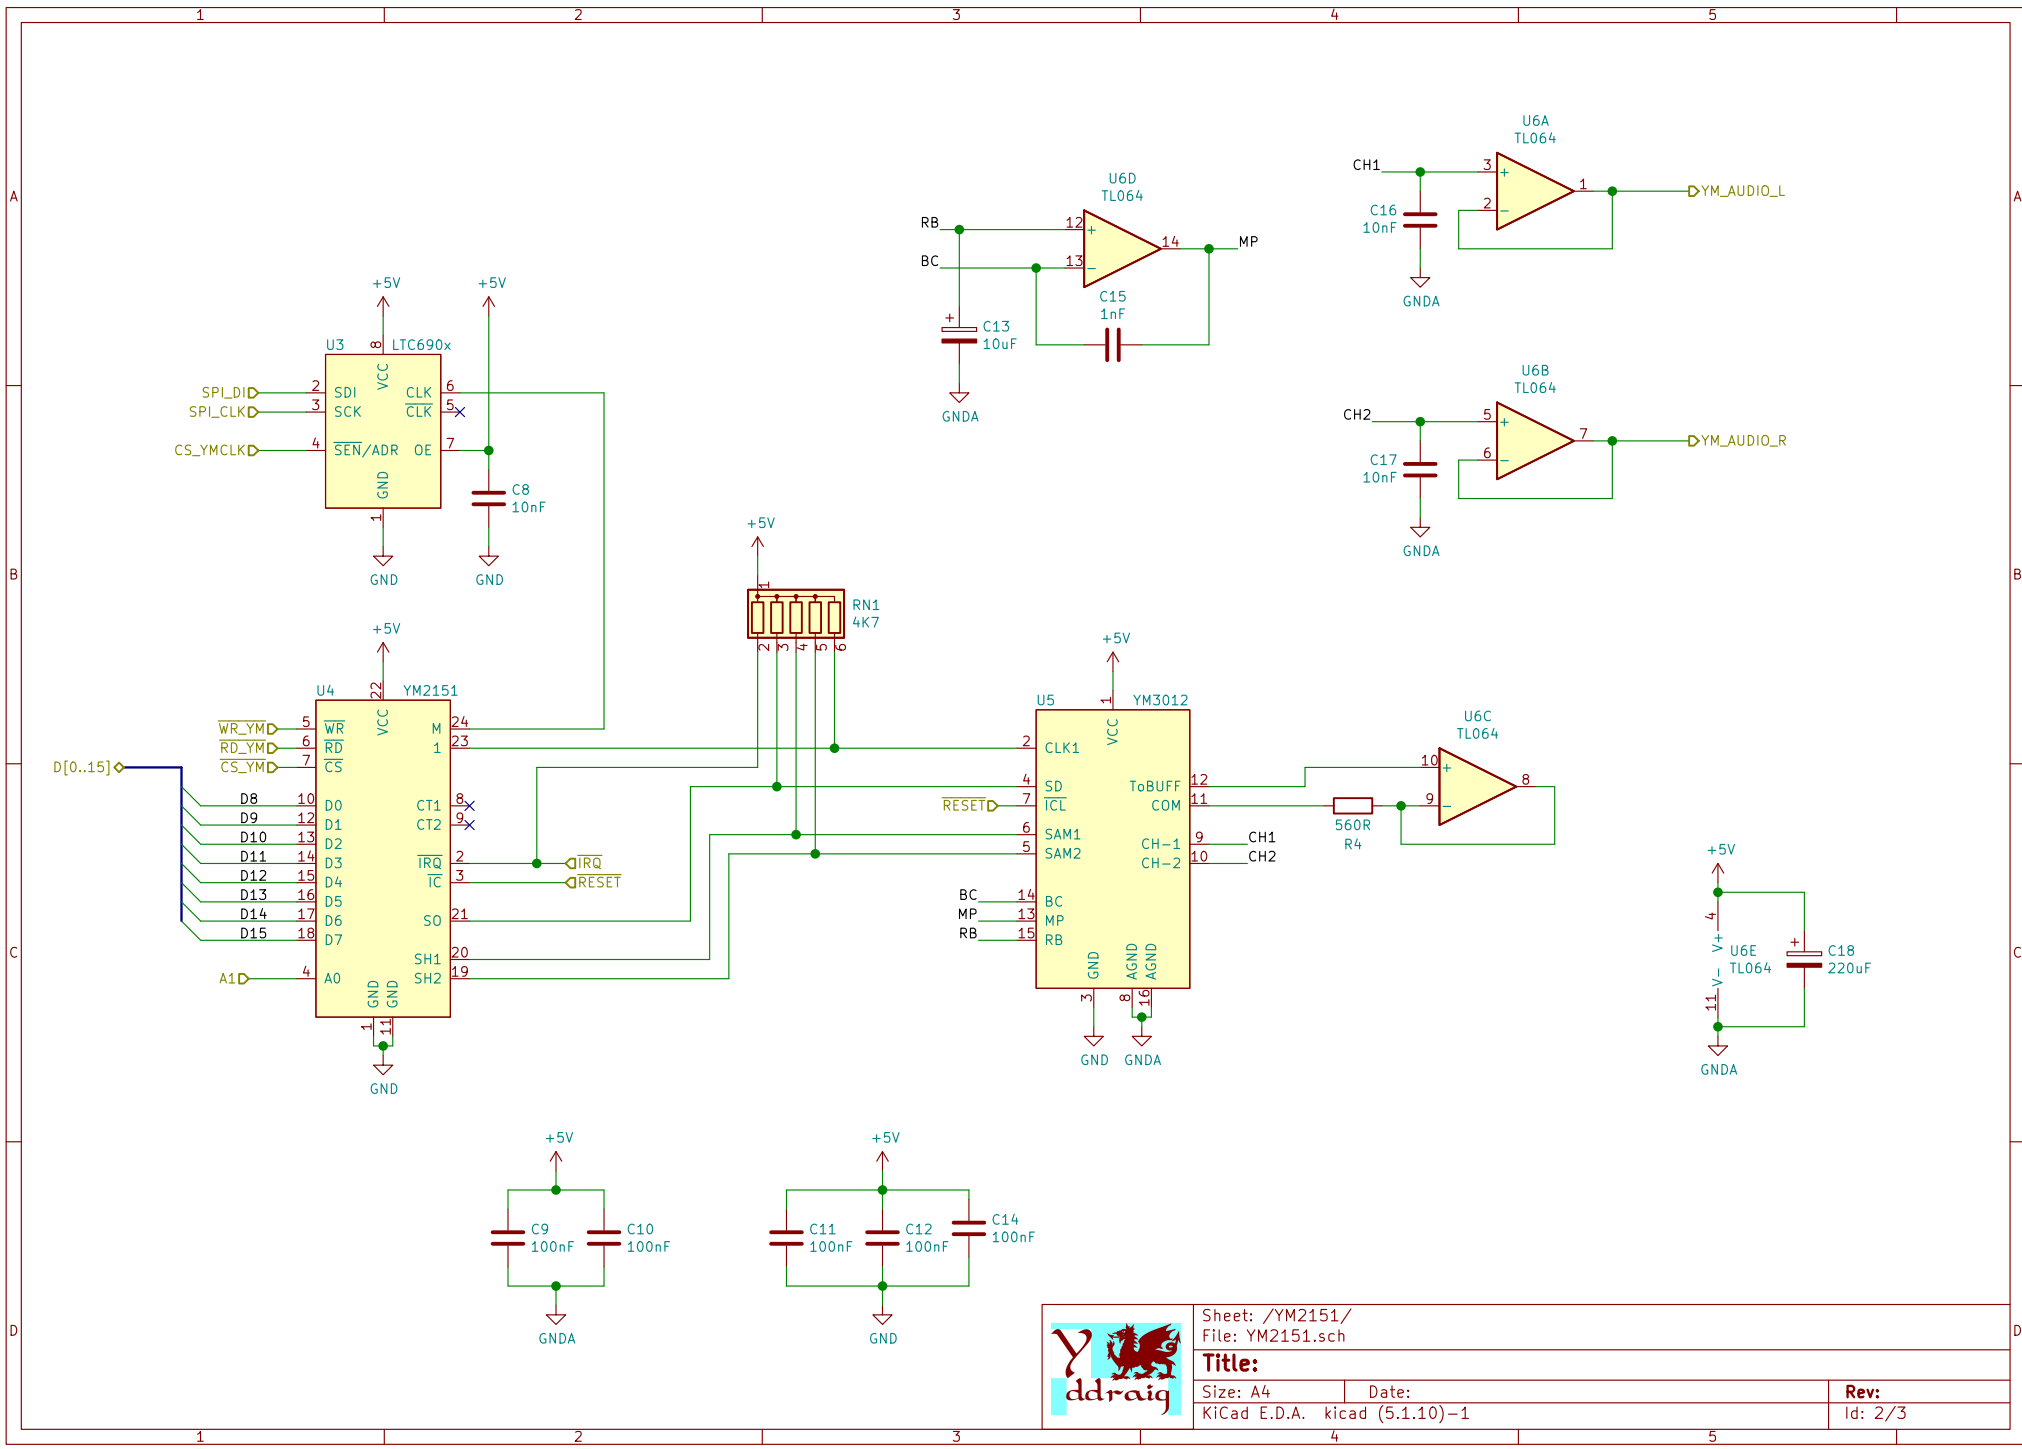 1 2 3 4 5
A
B
C
D
A
B
C
D
1 2 3 4 5
U6A
TL064
CH1
3
+
2
−
1
YM_AUDIO_L
C16
10nF
GNDA
U6D
TL064
RB
12
+
BC
13
−
14
MP
C15
1nF
+
C13
10uF
GNDA
U6B
TL064
CH2
5
+
6
−
7
YM_AUDIO_R
C17
10nF
GNDA
+5V
+5V
U3
LTC690x
8
VCC
SPI_DI
2
SDI
CLK
6
SPI_CLK
3
SCK
CLK
5
CS_YMCLK
4
SEN/ADR
OE
7
GND
1
GND
C8
10nF
GND
+5V
1
RN1
4K7
2 3 4 5 6
+5V
U4
YM2151
22
VCC
WR_YM
5
WR
M
24
RD_YM
6
RD
1
23
CS_YM
7
CS
D[0..15]
D8
10
D0
CT1
8
D9
12
D1
CT2
9
D10
13
D2
D11
14
D3
IRQ
2
IRQ
D12
15
D4
IC
3
RESET
D13
16
D5
D14
17
D6
SO
21
D15
18
D7
SH1
20
A1
4
A0
SH2
19
GND
GND
1
11
GND
+5V
U5
YM3012
1
VCC
2
CLK1
4
SD
RESET
7
ICL
6
SAM1
5
SAM2
BC
14
BC
MP
13
MP
RB
15
RB
ToBUFF
12
COM
11
CH-1
9
CH1
CH-2
10
CH2
GND
AGND
AGND
3
8
16
GND
GNDA
U6C
TL064
10
+
9
−
8
560R
R4
+5V
4
V+
V-
11
U6E
TL064
+
C18
220uF
GNDA
+5V
C9
100nF
C10
100nF
GNDA
+5V
C11
100nF
C12
100nF
C14
100nF
GND
Y
ddraig
Sheet: /YM2151/
File: YM2151.sch
Title:
Size: A4 Date: Rev:
KiCad E.D.A. kicad (5.1.10)-1 Id: 2/3